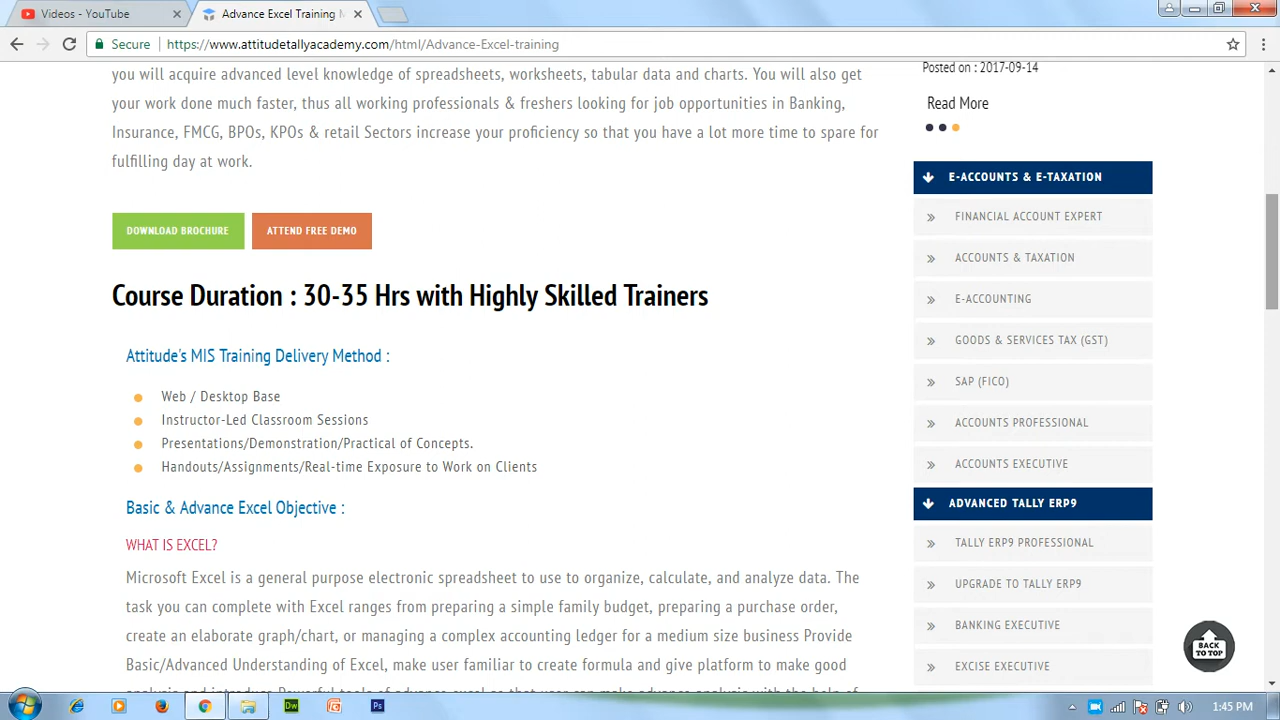 Videos - YouTube
Advance Excel Training M
Secure
https://www.attitudetallyacademy.com/html/Advance-Excel-training
you will acquire advanced level knowledge of spreadsheets, worksheets, tabular data and charts. You will also get
your work done much faster, thus all working professionals & freshers looking for job opportunities in Banking,
Insurance, FMCG, BPOs, KPOs & retail Sectors increase your proficiency so that you have a lot more time to spare for
fulfilling day at work.
DOWNLOAD BROCHURE
ATTEND FREE DEMO
Course Duration : 30-35 Hrs with Highly Skilled Trainers
Attitude's MIS Training Delivery Method :
Web / Desktop Base
Instructor-Led Classroom Sessions
Presentations/Demonstration/Practical of Concepts.
Handouts/Assignments/Real-time Exposure to Work on Clients
Basic & Advance Excel Objective :
WHAT IS EXCEL?
Microsoft Excel is a general purpose electronic spreadsheet to use to organize, calculate, and analyze data. The
task you can complete with Excel ranges from preparing a simple family budget, preparing a purchase order,
create an elaborate graph/chart, or managing a complex accounting ledger for a medium size business Provide
Basic/Advanced Understanding of Excel, make user familiar to create formula and give platform to make good
Posted on : 2017-09-14
Read More
E-ACCOUNTS & E-TAXATION
FINANCIAL ACCOUNT EXPERT
ACCOUNTS & TAXATION
E-ACCOUNTING
GOODS & SERVICES TAX (GST)
SAP (FICO)
ACCOUNTS PROFESSIONAL
ACCOUNTS EXECUTIVE
ADVANCED TALLY ERP9
TALLY ERP9 PROFESSIONAL
UPGRADE TO TALLY ERP9
BANKING EXECUTIVE
EXCISE EXECUTIVE
BACK
TO TOP
Dw
Ps
1:45 PM